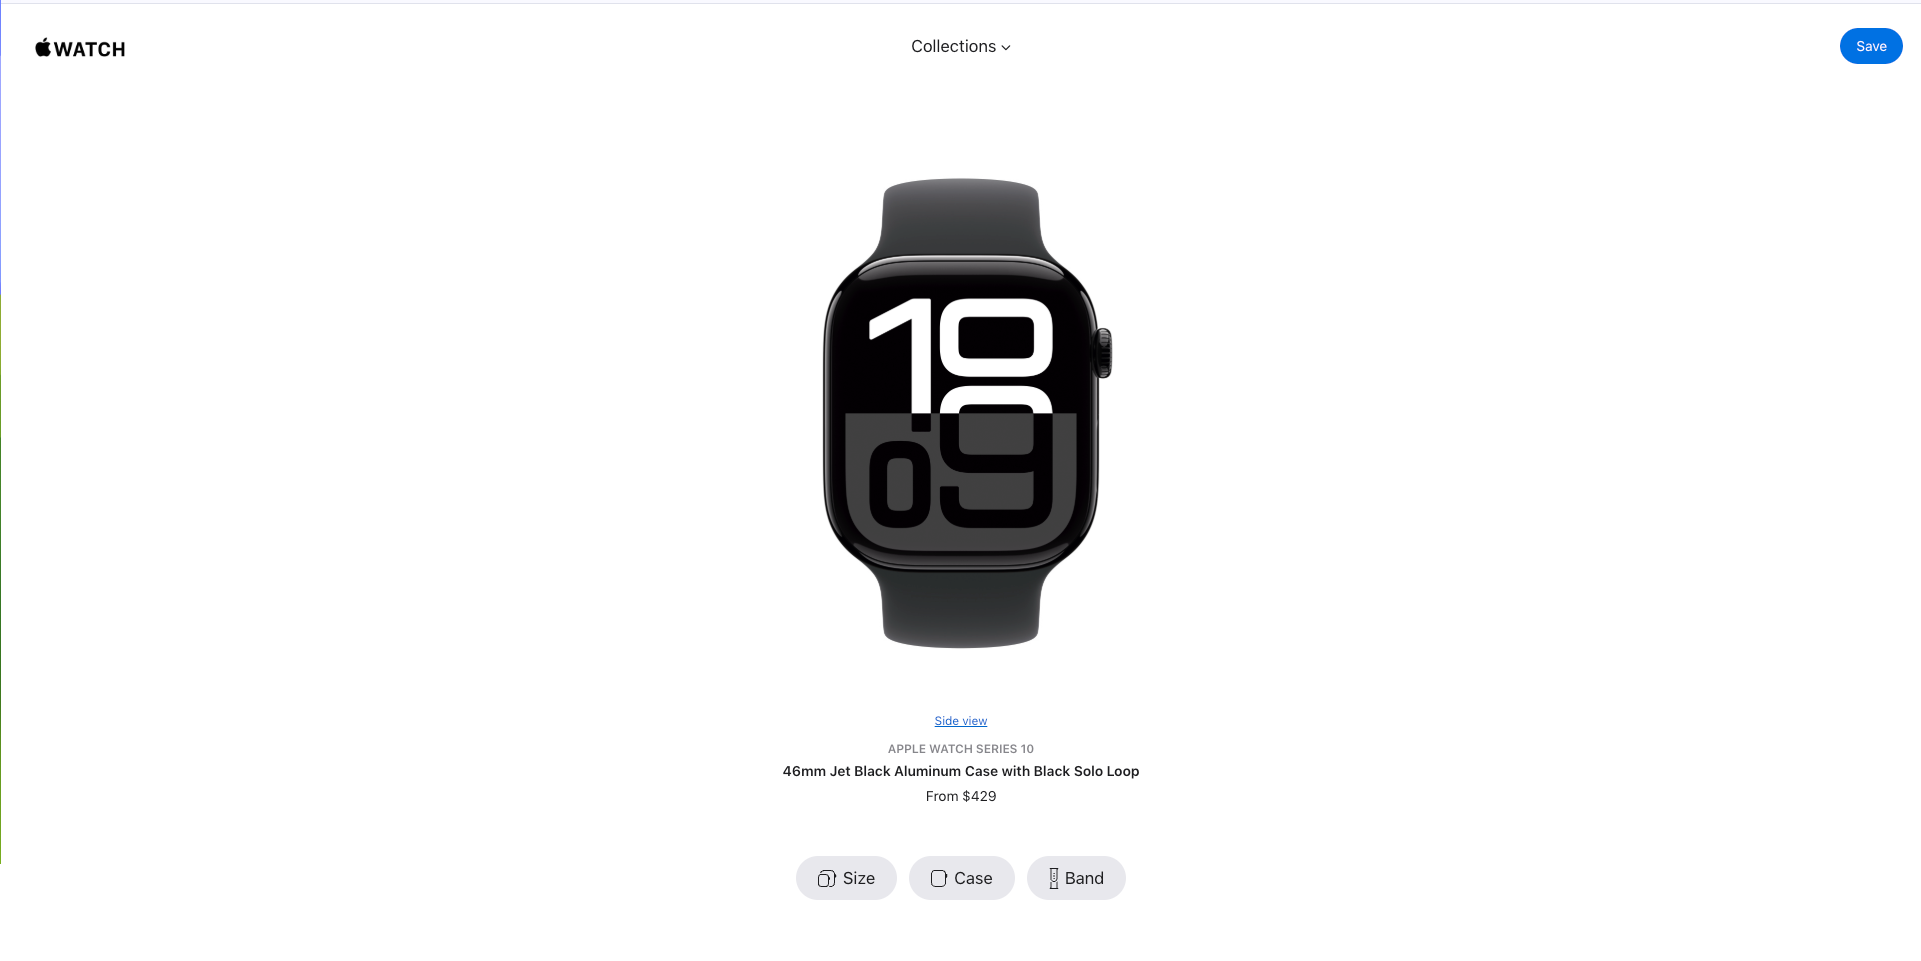 WATCH
Collections
Save
10
09
Side view
APPLE WATCH SERIES 10
46mm Jet Black Aluminum Case with Black Solo Loop
From $429
Size
Case
Band